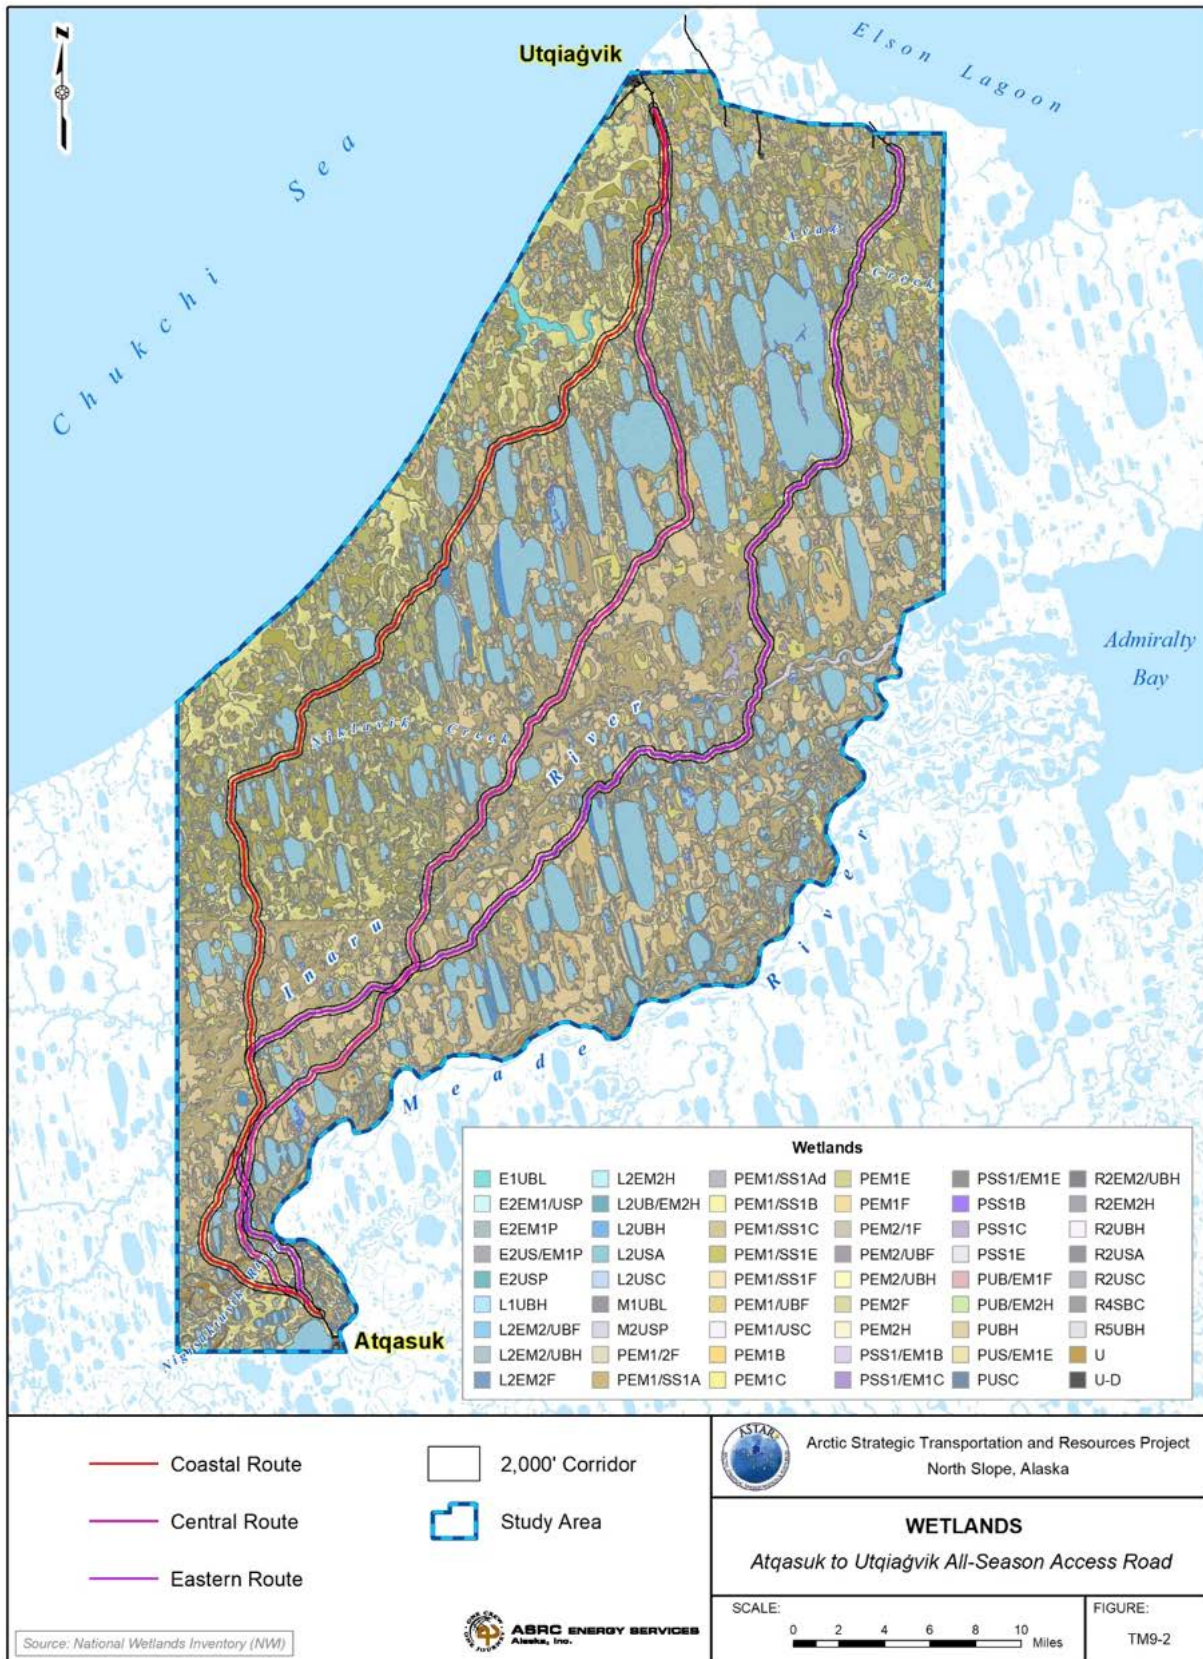 N
Utqiaġvik
Elson Lagoon
Chukchi Sea
Avak Creek
Admiralty
Bay
Niklavik Creek
Inaru River
Meade River
Atqasuk
Wetlands
E1UBL
E2EM1/USP
E2EM1P
E2US/EM1P
E2USP
L1UBH
L2EM2/UBF
L2EM2/UBH
L2EM2F
L2EM2H
L2UB/EM2H
L2UBH
L2USA
L2USC
M1UBL
M2USP
PEM1/2F
PEM1/SS1A
PEM1/SS1Ad
PEM1/SS1B
PEM1/SS1C
PEM1/SS1E
PEM1/SS1F
PEM1/UBF
PEM1/USC
PEM1B
PEM1C
PEM1E
PEM1F
PEM2/1F
PEM2/UBF
PEM2/UBH
PEM2F
PEM2H
PSS1/EM1B
PSS1/EM1C
PSS1/EM1E
PSS1B
PSS1C
PSS1E
PUB/EM1F
PUB/EM2H
PUBH
PUS/EM1E
PUSC
R2EM2/UBH
R2EM2H
R2UBH
R2USA
R2USC
R4SBC
R5UBH
U
U-D
Coastal Route
Central Route
Eastern Route
2,000' Corridor
Study Area
Source: National Wetlands Inventory (NWI)
ASRC ENERGY SERVICES
Alaska, Inc.
ASTAR
Arctic Strategic Transportation and Resources Project
North Slope, Alaska
WETLANDS
Atqasuk to Utqiaġvik All-Season Access Road
SCALE:
0 2 4 6 8 10
Miles
FIGURE:
TM9-2